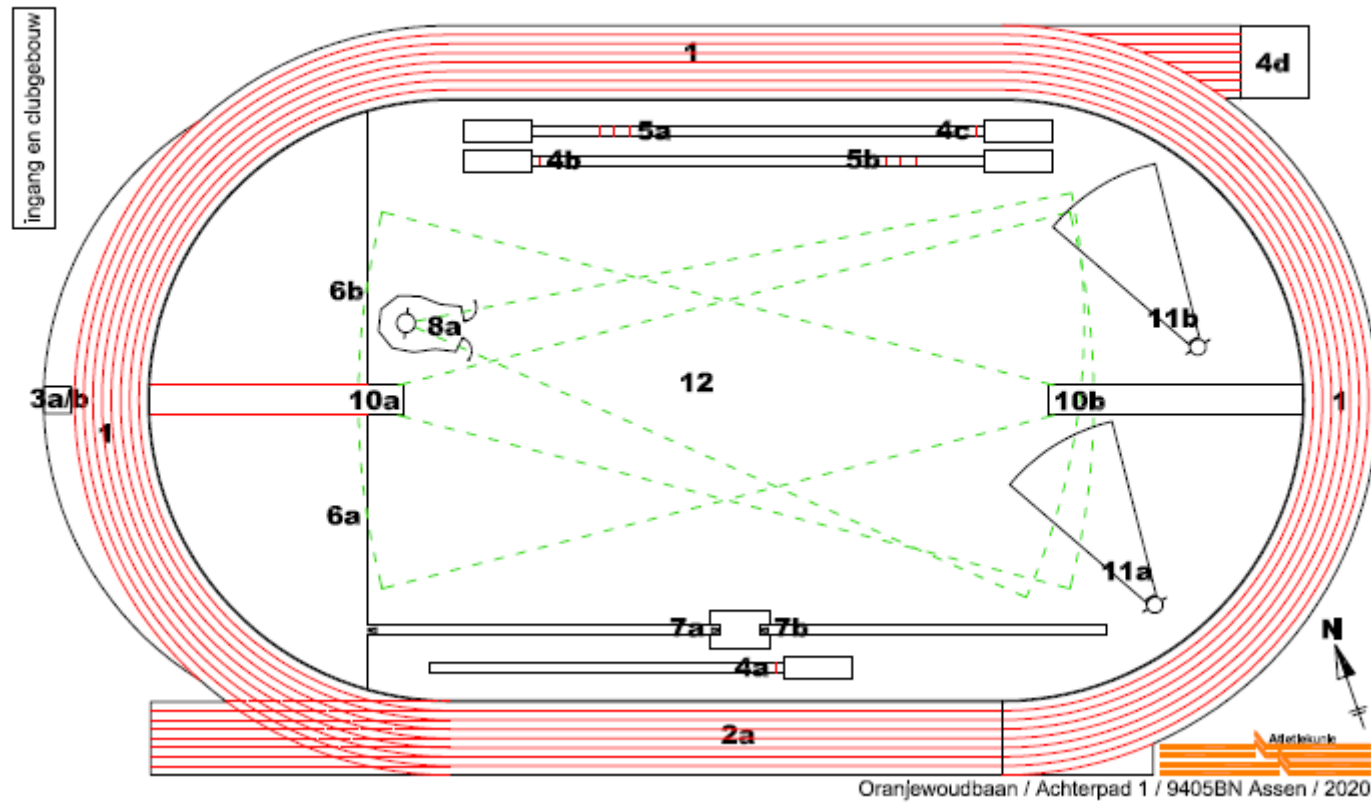 ingang en clubgebouw
1
4d
5a
4c
4b
5b
6b
8a
11b
12
3a/b
10a
10b
1
1
6a
11a
7a
7b
4a
N
2a
Atletiekunie
Oranjewoudbaan / Achterpad 1 / 9405BN Assen / 2020